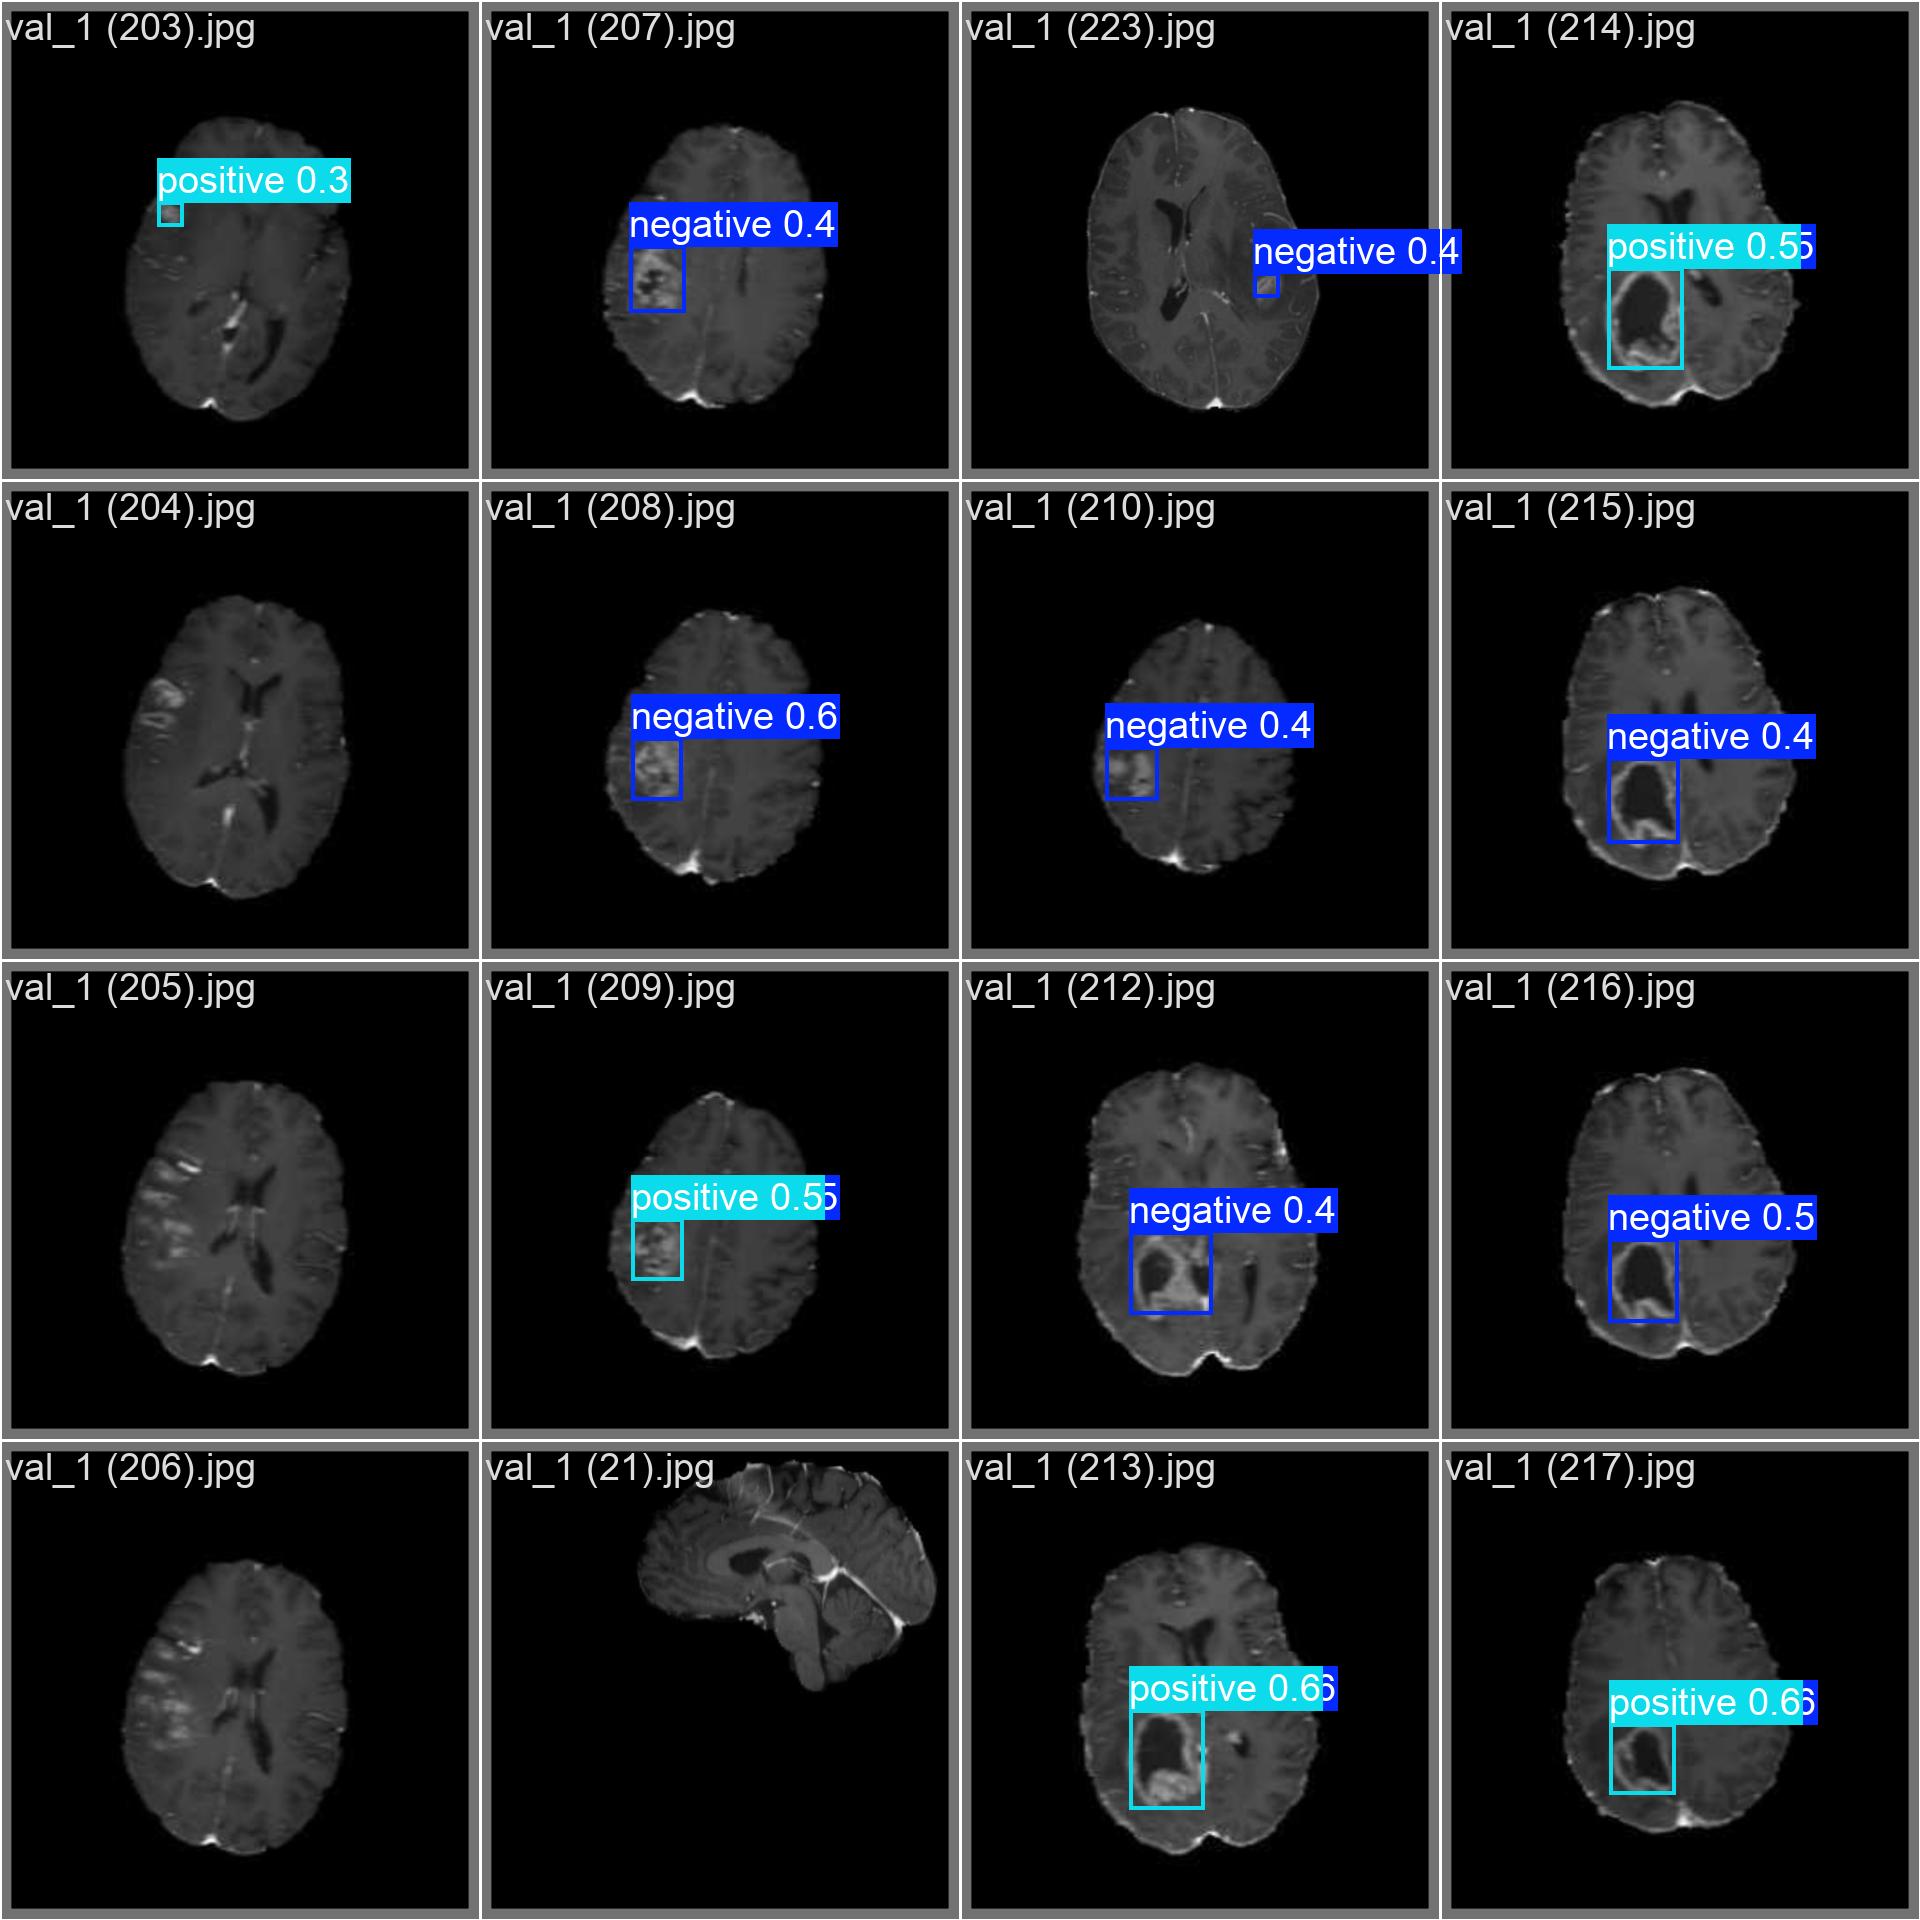 val_1 (203).jpg
val_1 (207).jpg
val_1 (223).jpg
val_1 (214).jpg
positive 0.3
negative 0.4
negative 0.4
positive 0.55
val_1 (204).jpg
val_1 (208).jpg
val_1 (210).jpg
val_1 (215).jpg
negative 0.6
negative 0.4
negative 0.4
val_1 (205).jpg
val_1 (209).jpg
val_1 (212).jpg
val_1 (216).jpg
positive 0.55
negative 0.4
negative 0.5
val_1 (206).jpg
val_1 (21).jpg
val_1 (213).jpg
val_1 (217).jpg
positive 0.66
positive 0.66